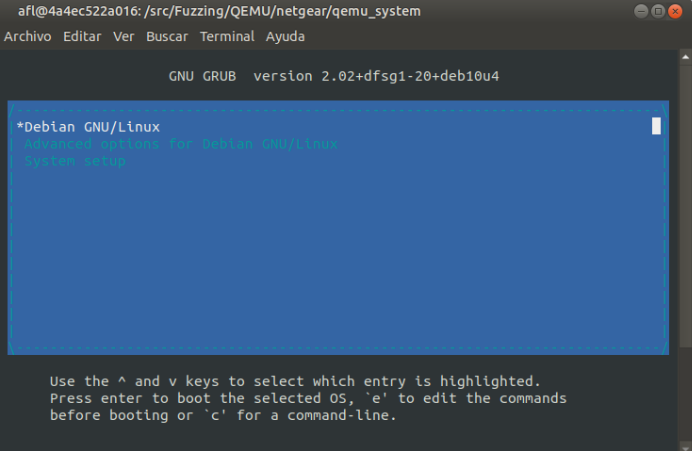 afl@4a4ec522a016: /src/Fuzzing/QEMU/netgear/qemu_system
Archivo Editar Ver Buscar Terminal Ayuda
GNU GRUB version 2.02+dfsg1-20+deb10u4
*Debian GNU/Linux
Advanced options for Debian GNU/Linux
System setup
Use the ^ and v keys to select which entry is highlighted.
Press enter to boot the selected OS, `e' to edit the commands
before booting or `c' for a command-line.